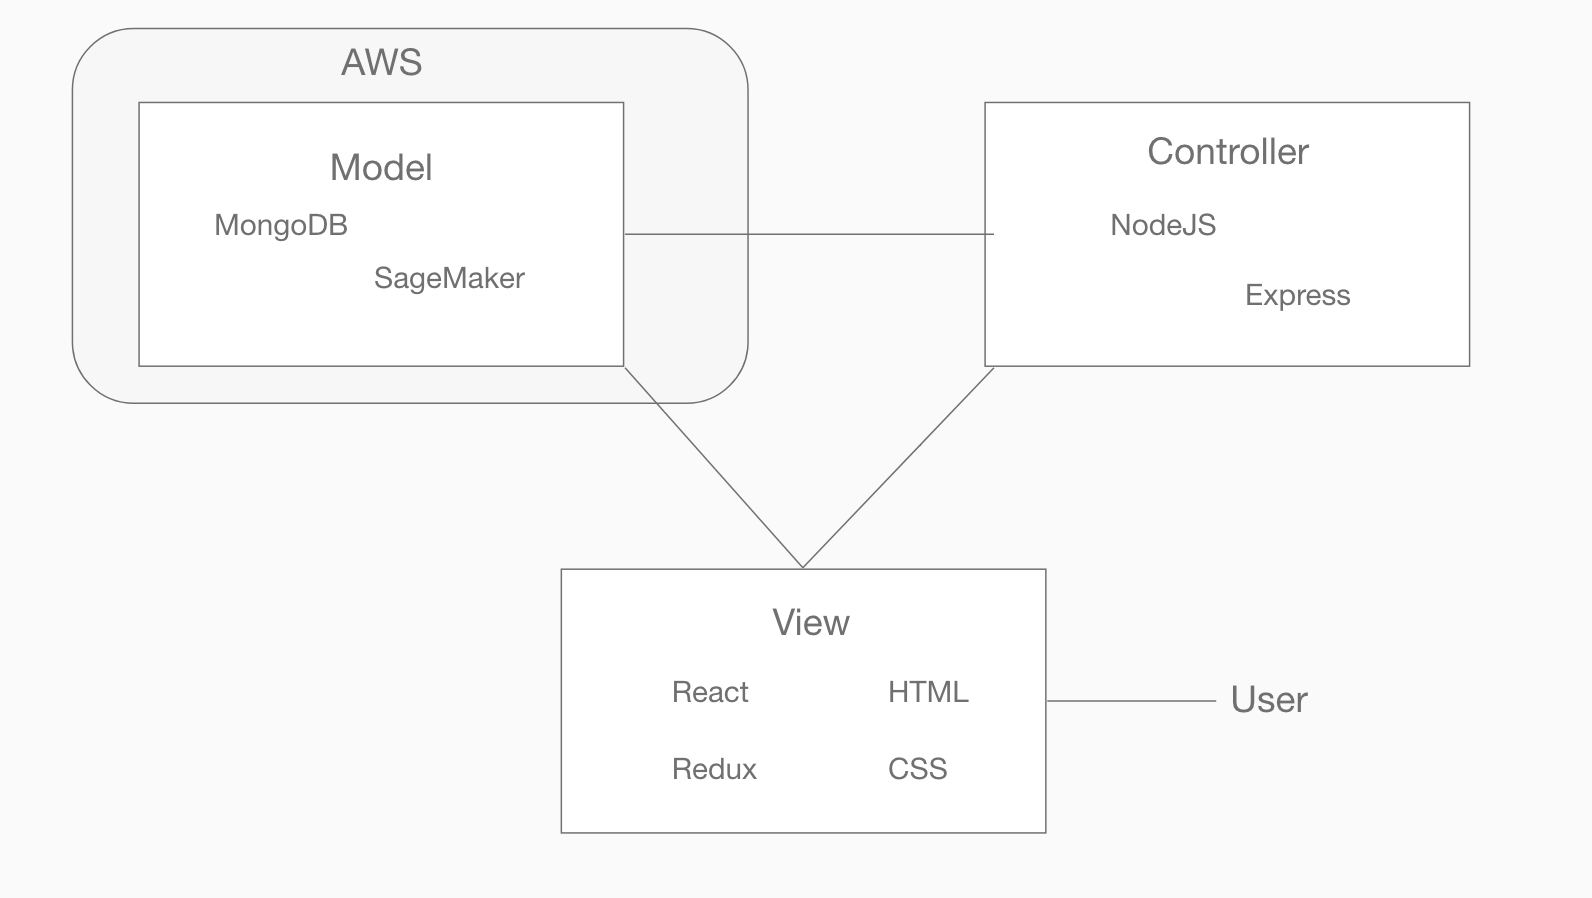 AWS
Model
MongoDB
SageMaker
Controller
NodeJS
Express
View
React
HTML
Redux
CSS
User